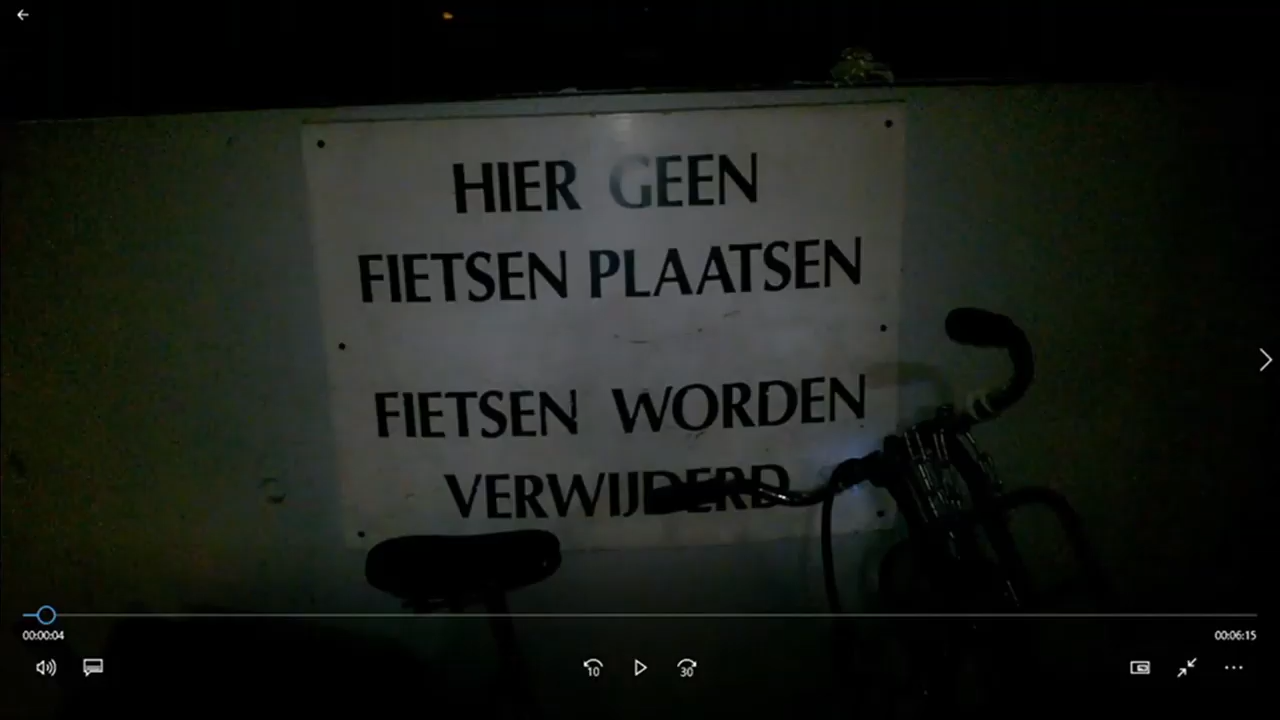 HIER GEEN
FIETSEN PLAATSEN
FIETSEN WORDEN
VERWIJDERD
00:00:04
00:06:15
10
30